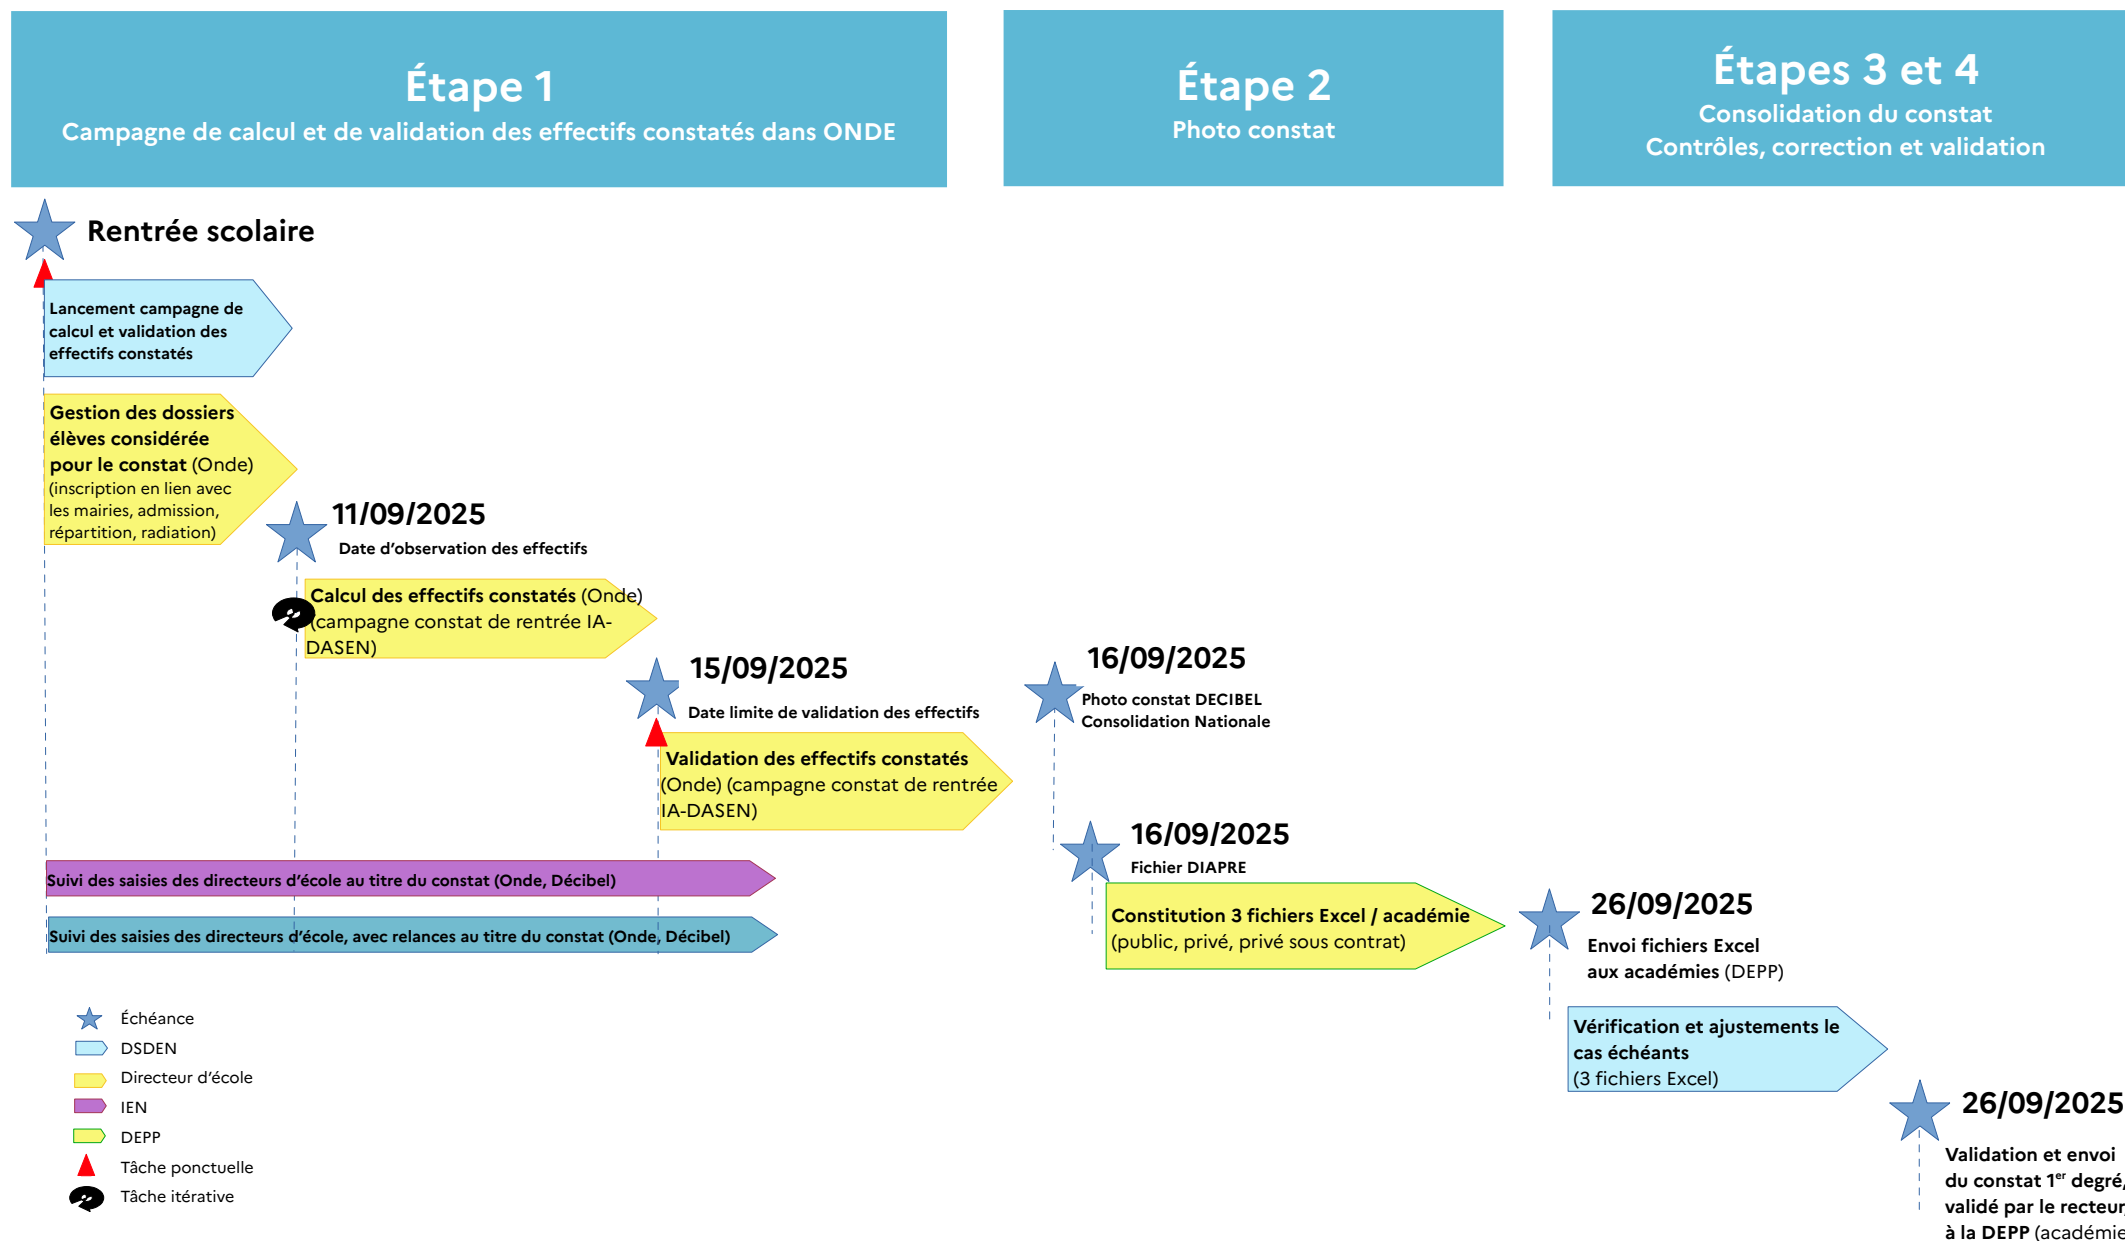 Étape 1
Campagne de calcul et de validation des effectifs constatés dans ONDE
Étape 2
Photo constat
Étapes 3 et 4
Consolidation du constat
Contrôles, correction et validation
Rentrée scolaire
Lancement campagne de
calcul et validation des
effectifs constatés
Gestion des dossiers
élèves considérée
pour le constat (Onde)
(inscription en lien avec
les mairies, admission,
répartition, radiation)
11/09/2025
Date d’observation des effectifs
Calcul des effectifs constatés (Onde)
(campagne constat de rentrée IA-
DASEN)
15/09/2025
Date limite de validation des effectifs
Validation des effectifs constatés
(Onde) (campagne constat de rentrée
IA-DASEN)
16/09/2025
Photo constat DECIBEL
Consolidation Nationale
16/09/2025
Fichier DIAPRE
Constitution 3 fichiers Excel / académie
(public, privé, privé sous contrat)
26/09/2025
Envoi fichiers Excel
aux académies (DEPP)
Vérification et ajustements le
cas échéants
(3 fichiers Excel)
26/09/2025
Validation et envoi
du constat 1er degré,
validé par le recteur,
à la DEPP (académie
Suivi des saisies des directeurs d’école au titre du constat (Onde, Décibel)
Suivi des saisies des directeurs d’école, avec relances au titre du constat (Onde, Décibel)
Échéance
DSDEN
Directeur d’école
IEN
DEPP
Tâche ponctuelle
Tâche itérative